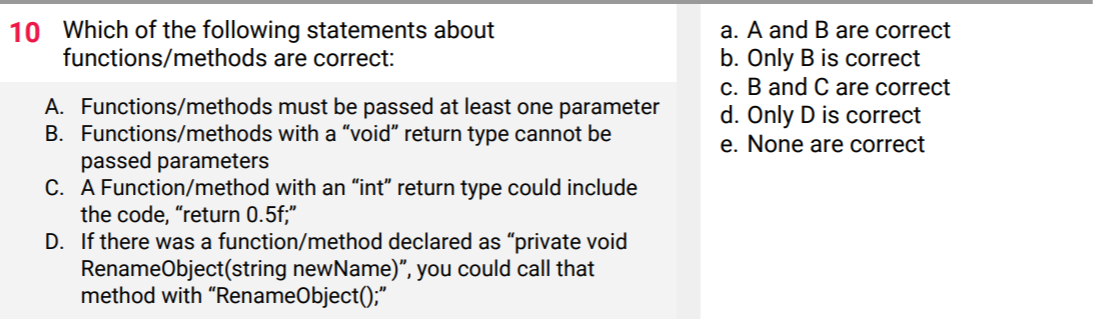 10 Which of the following statements about
functions/methods are correct:
A. Functions/methods must be passed at least one parameter
B. Functions/methods with a “void” return type cannot be
passed parameters
C. A Function/method with an “int” return type could include
the code, “return 0.5f;”
D. If there was a function/method declared as “private void
RenameObject(string newName)”, you could call that
method with “RenameObject();”
a. A and B are correct
b. Only B is correct
c. B and C are correct
d. Only D is correct
e. None are correct